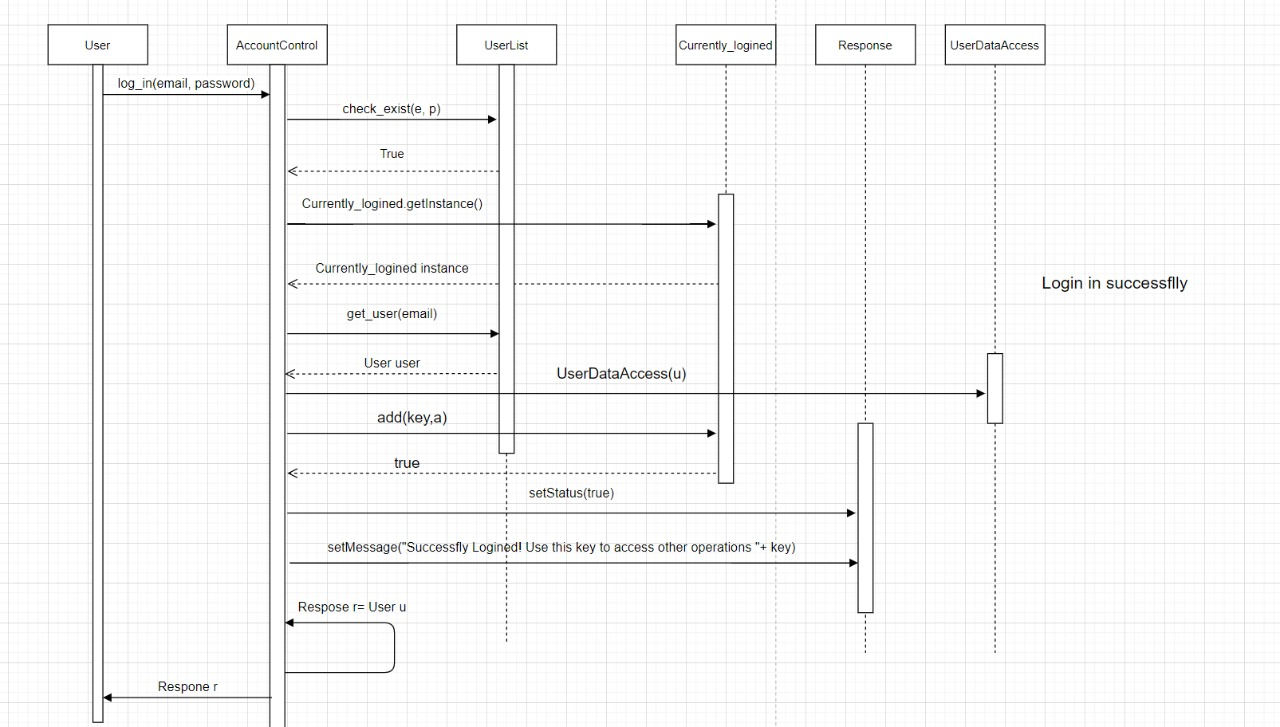 User
AccountControl
UserList
Currently_logined
Response
UserDataAccess
log_in(email, password)
check_exist(e, p)
True
Currently_logined.getInstance()
Currently_logined instance
Login in successflly
get_user(email)
User user
UserDataAccess(u)
add(key,a)
true
setStatus(true)
setMessage("Successfly Logined! Use this key to access other operations "+ key)
Respose r= User u
Respone r